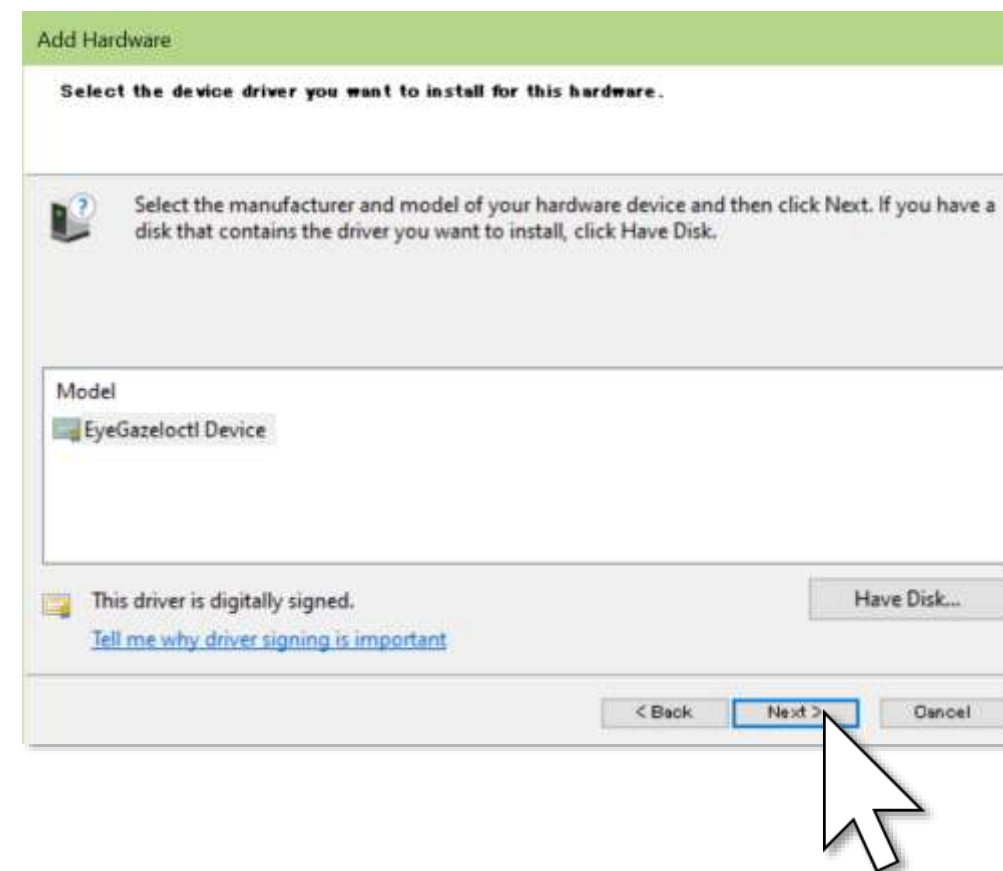 Add Hardware
Select the device driver you want to install for this hardware.
Select the manufacturer and model of your hardware device and then click Next. If you have a
disk that contains the driver you want to install, click Have Disk.
Model
EyeGazeIoctl Device
This driver is digitally signed.
Have Disk...
Tell me why driver signing is important
< Back
Next >
Cancel